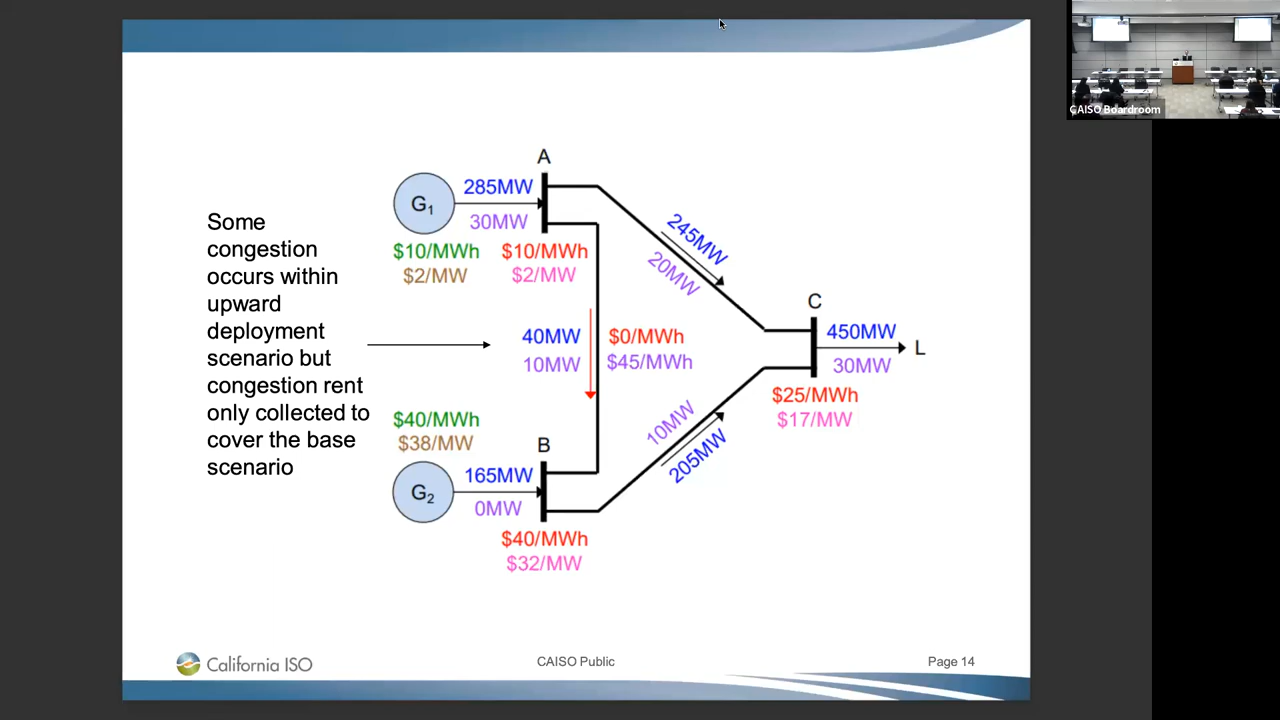 CAISO Boardroom
Some
congestion
occurs within
upward
deployment
scenario but
congestion rent
only collected to
cover the base
scenario
A
G1
285MW
30MW
$10/MWh
$2/MW
$10/MWh
$2/MW
245MW
20MW
40MW
10MW
$0/MWh
$45/MWh
C
450MW
30MW
L
$25/MWh
$17/MW
$40/MWh
$38/MW
B
G2
165MW
0MW
$40/MWh
$32/MW
10MW
205MW
California ISO
CAISO Public
Page 14